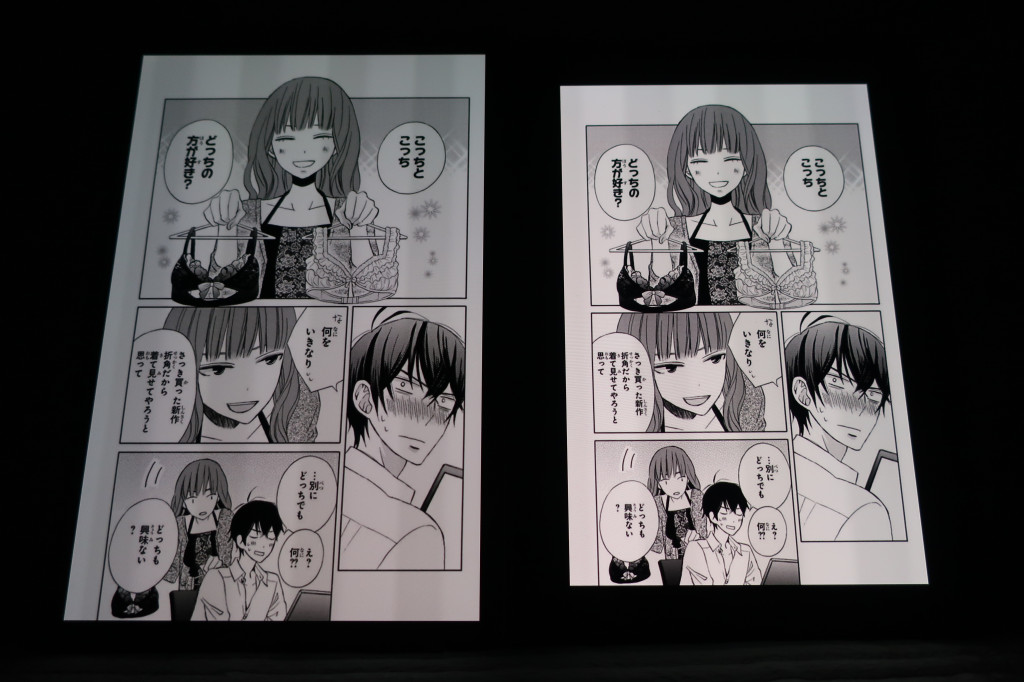 こっちと
こっち
どっちの
方が好き?
な
何を
いきなり…
さっき買った新作
折角だから
着て見せてやろうと
思って
…別に
どっちでも
え?
何??
どっちも
興味ない
?
こっちと
こっち
どっちの
方が好き?
な
何を
いきなり…
さっき買った新作
折角だから
着て見せてやろうと
思って
…別に
どっちでも
え?
何??
どっちも
興味ない
?